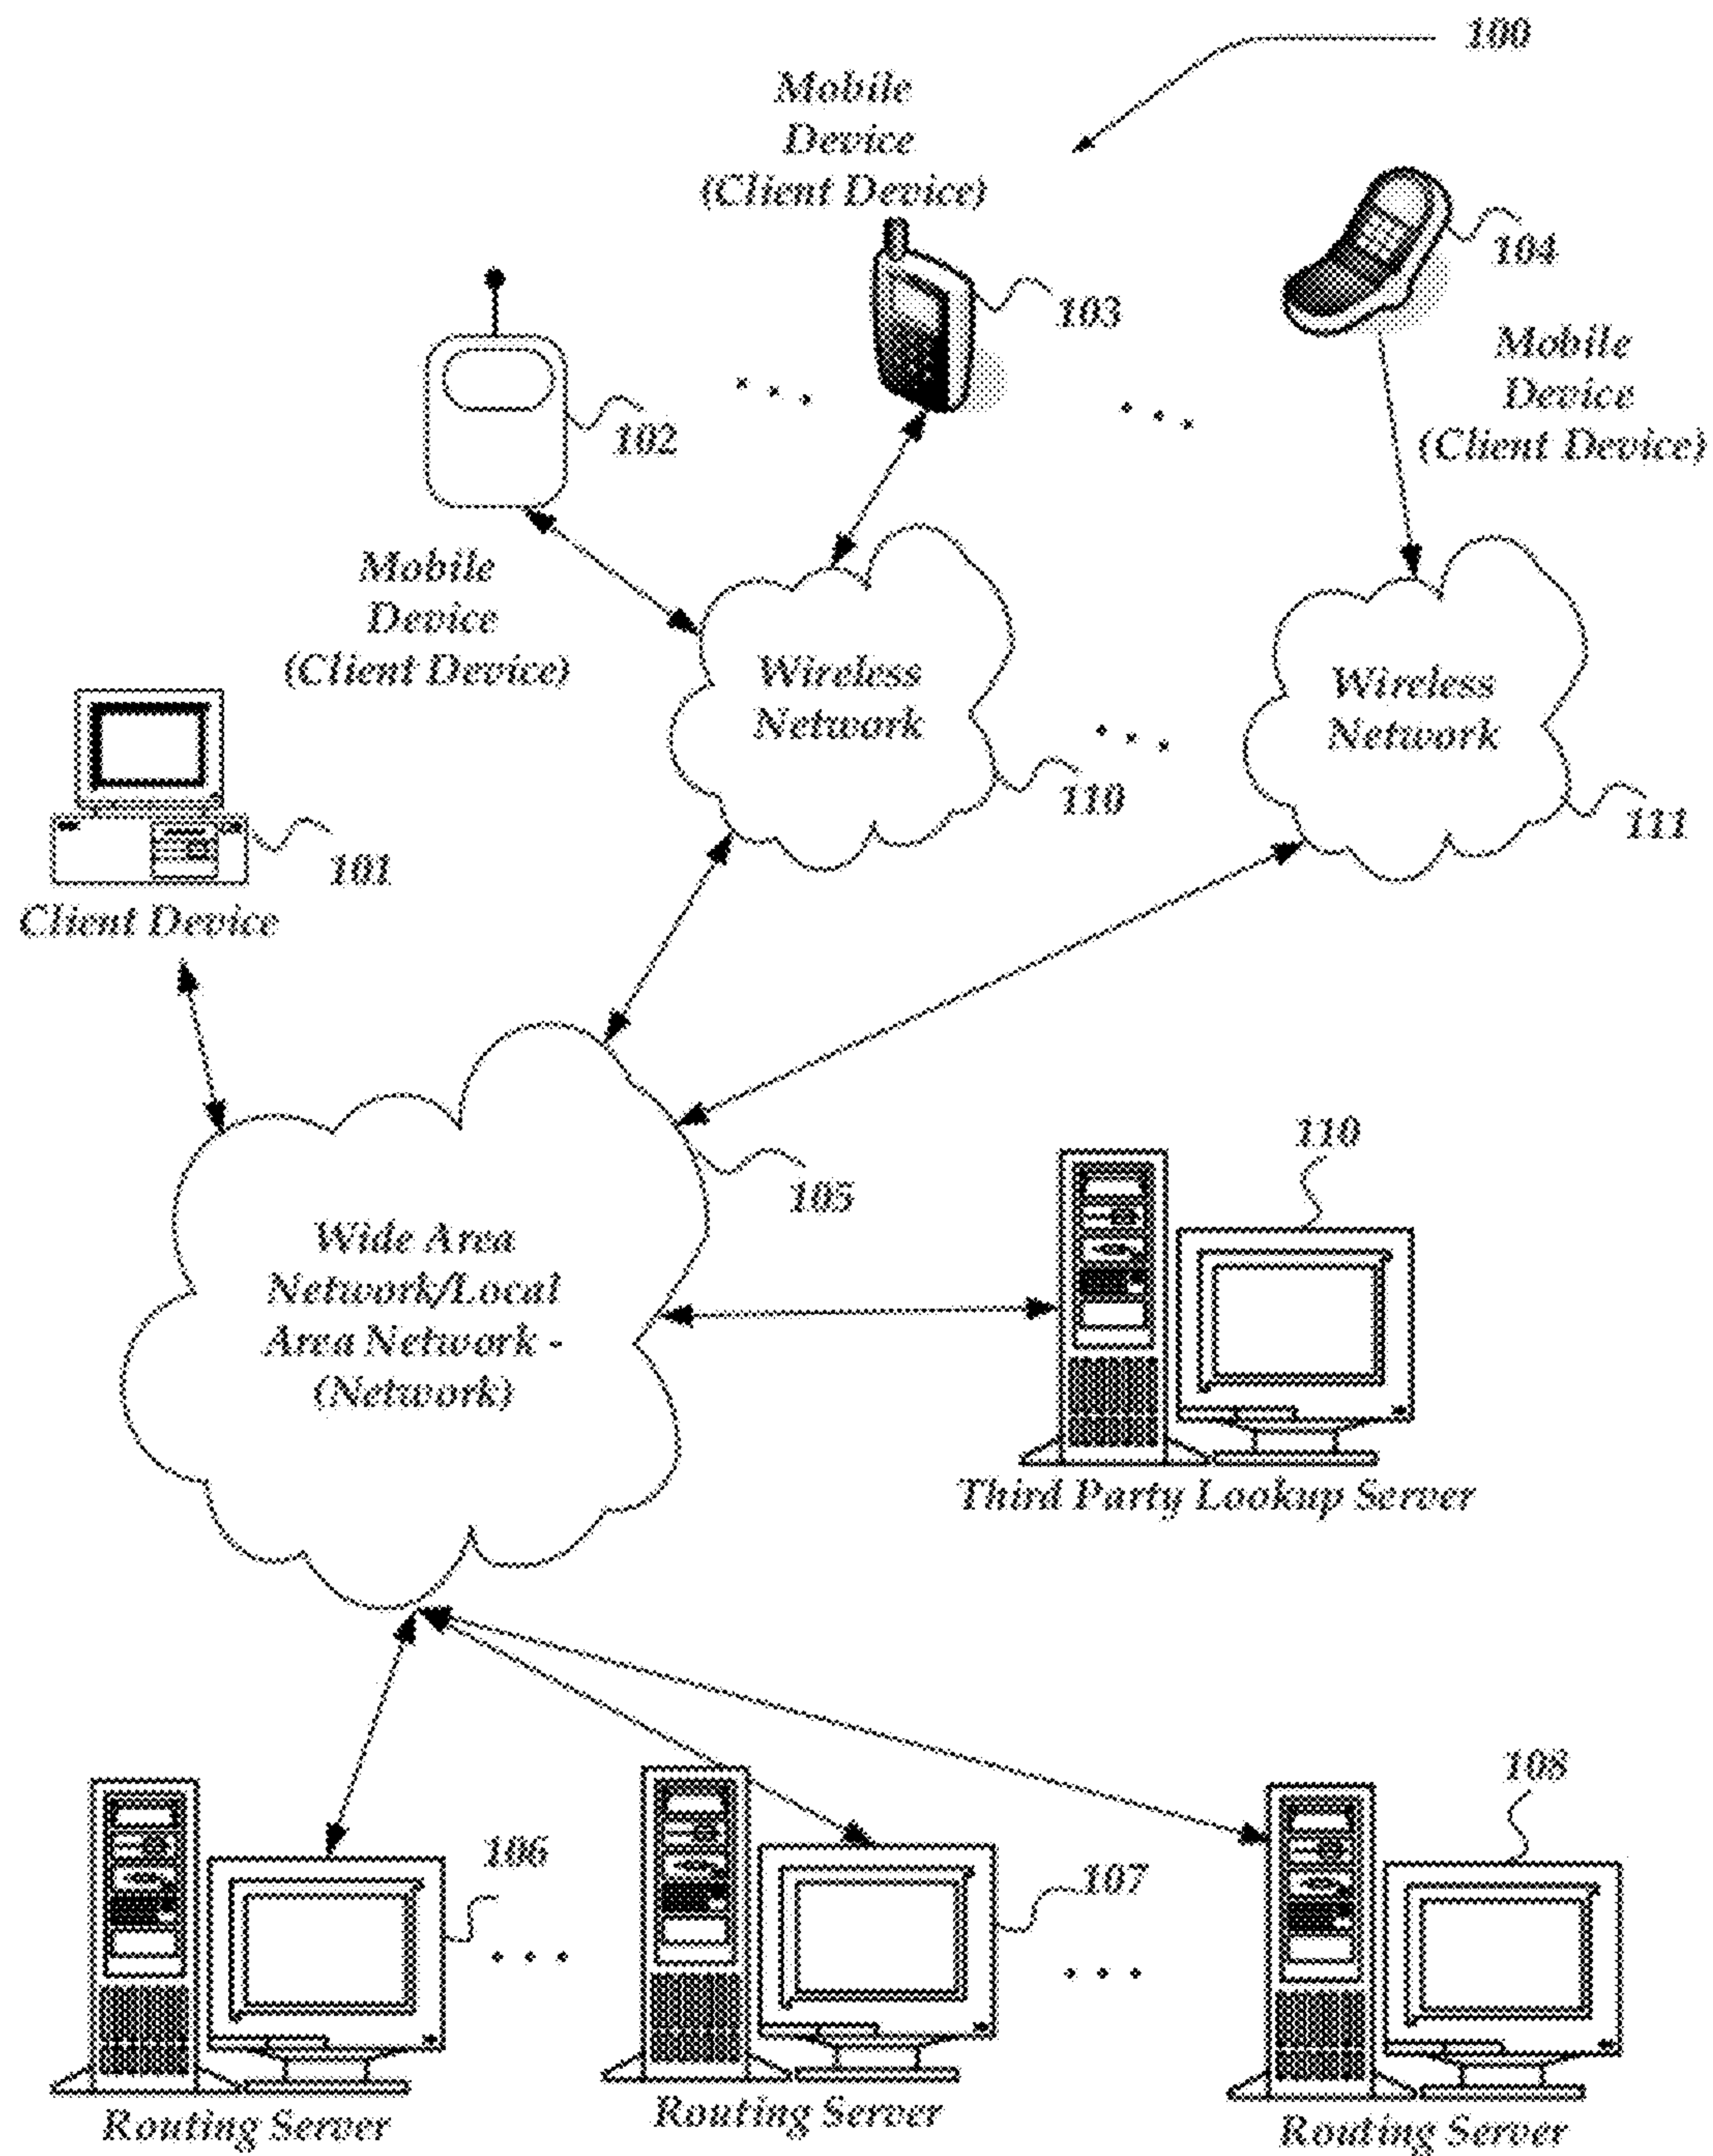 100
Mobile
Device
(Client Device)
104
103
Mobile
Device
(Client Device)
102
Mobile
Device
(Client Device)
Wireless
Network
Wireless
Network
110
111
101
Client Device
105
110
Wide Area
Network/Local
Area Network -
(Network)
Third Party Lookup Server
108
106
107
Routing Server
Routing Server
Routing Server